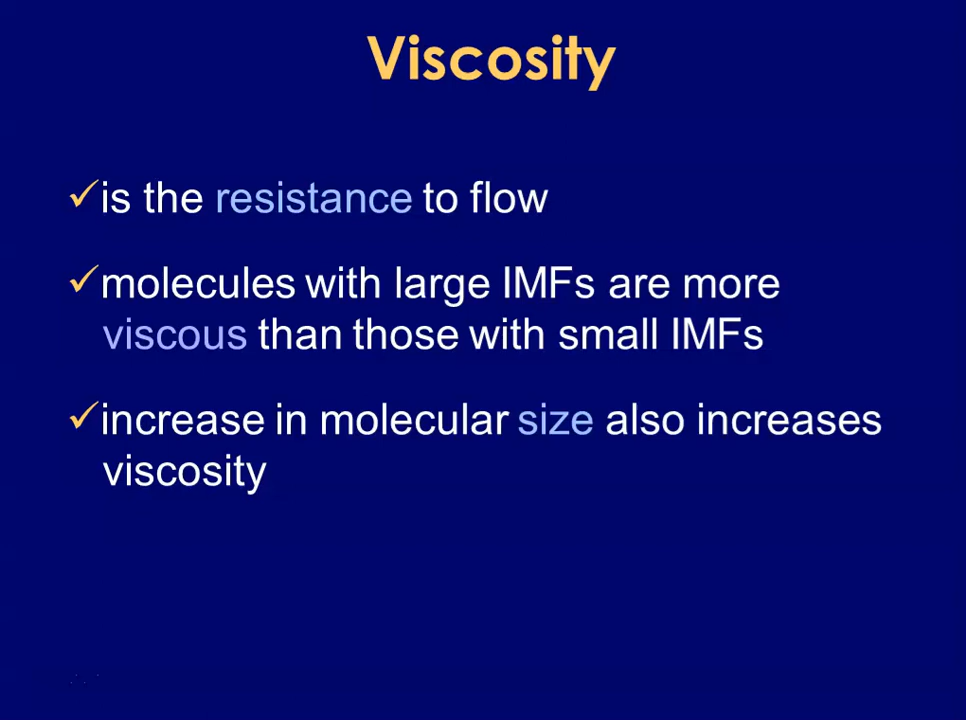 Viscosity
✓is the resistance to flow
✓molecules with large IMFs are more
viscous than those with small IMFs
✓increase in molecular size also increases
viscosity